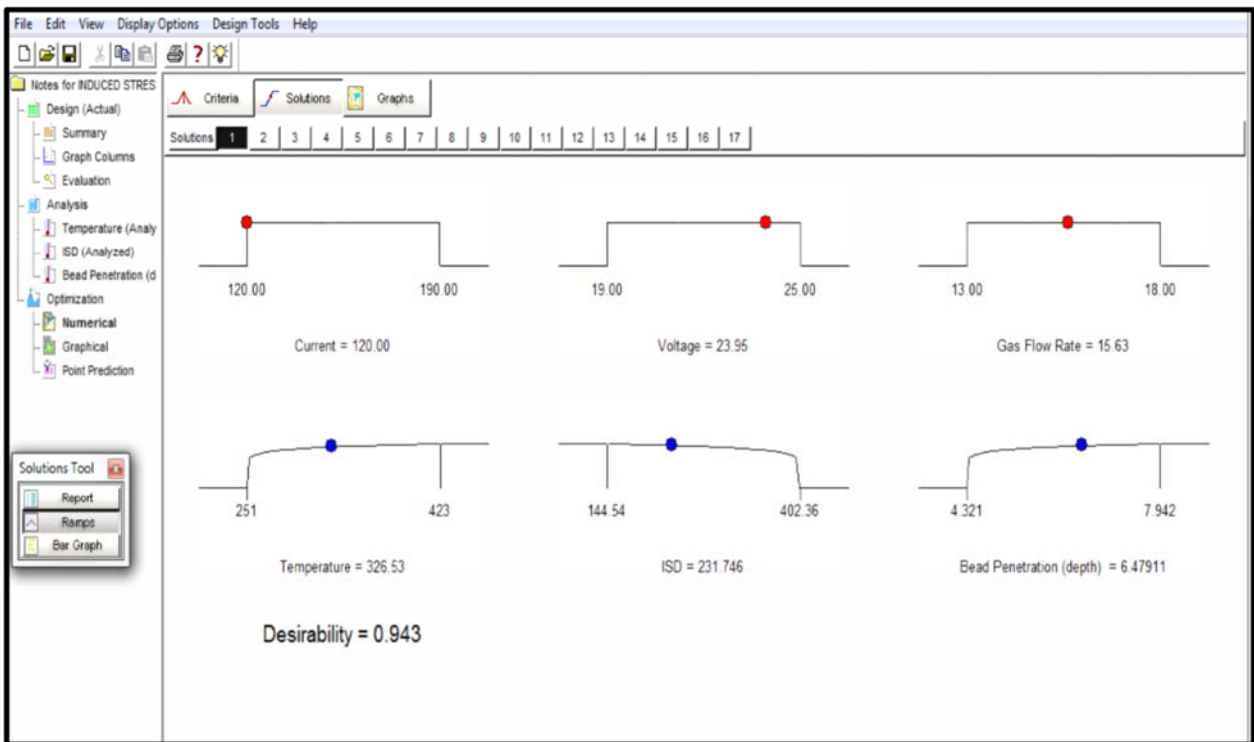 File Edit View Display Options Design Tools Help
Notes for INDUCED STRES
Design (Actual)
Summary
Graph Columns
Evaluation
Analysis
Temperature (Analy
ISD (Analyzed)
Bead Penetration (d
Optimization
Numerical
Graphical
Point Prediction
Solutions Tool
Report
Ramps
Bar Graph
Criteria Solutions Graphs
Solutions 1 2 3 4 5 6 7 8 9 10 11 12 13 14 15 16 17
120.00 190.00
Current = 120.00
19.00 25.00
Voltage = 23.95
13.00 18.00
Gas Flow Rate = 15.63
251 423
Temperature = 326.53
144.54 402.36
ISD = 231.746
4.321 7.942
Bead Penetration (depth) = 6.47911
Desirability = 0.943